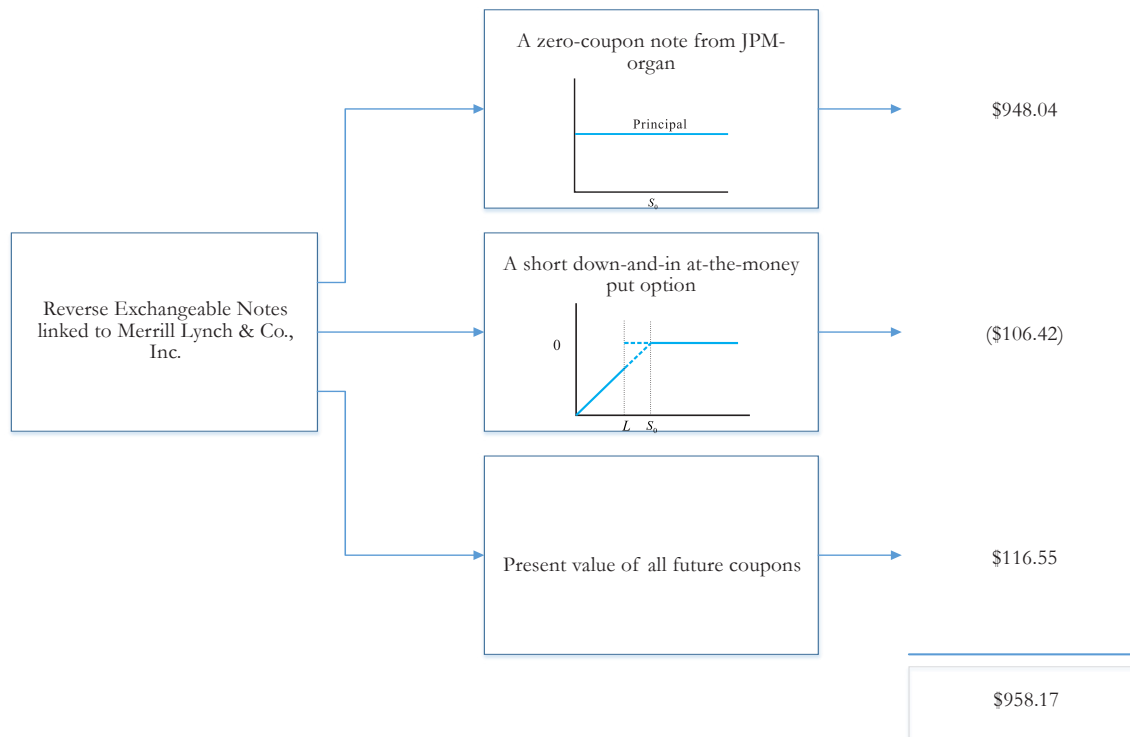 A zero-coupon note from JPM-
organ
Principal
S₀
$948.04
Reverse Exchangeable Notes
linked to Merrill Lynch & Co.,
Inc.
A short down-and-in at-the-money
put option
0
L S₀
($106.42)
Present value of all future coupons
$116.55
$958.17